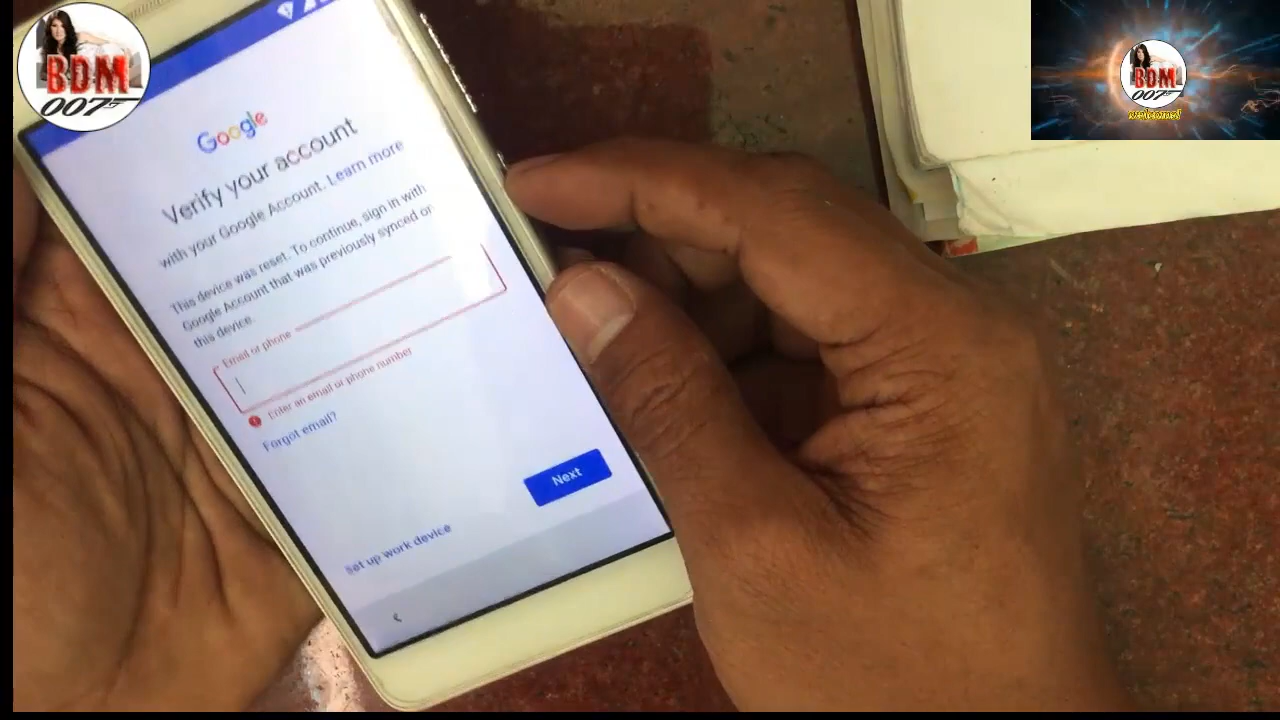 BDM
007
BDM
007
welcome!
Google
Verify your account
with your Google Account. Learn more
This device was reset. To continue, sign in with
Google Account that was previously synced on
this device.
Email or phone
Enter an email or phone number
Forgot email?
Next
Set up work device